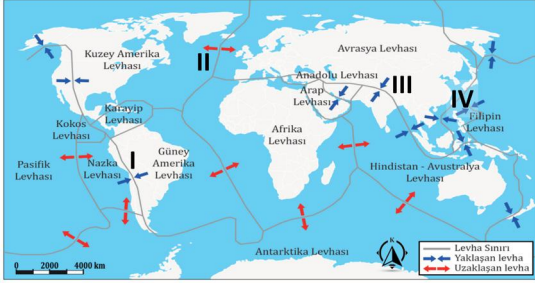 Kuzey Amerika
Levhası
II
Avrasya Levhası
Anadolu Levhası
III
Arap
Levhası
IV
Karayip
Levhası
Kokos
Levhası
Filipin
Levhası
Afrika
Levhası
I
Güney
Amerika
Levhası
Nazka
Levhası
Pasifik
Levhası
Hindistan - Avustralya
Levhası
Antarktika Levhası
0 2000 4000 km
Levha Sınırı
Yaklaşan levha
Uzaklaşan levha